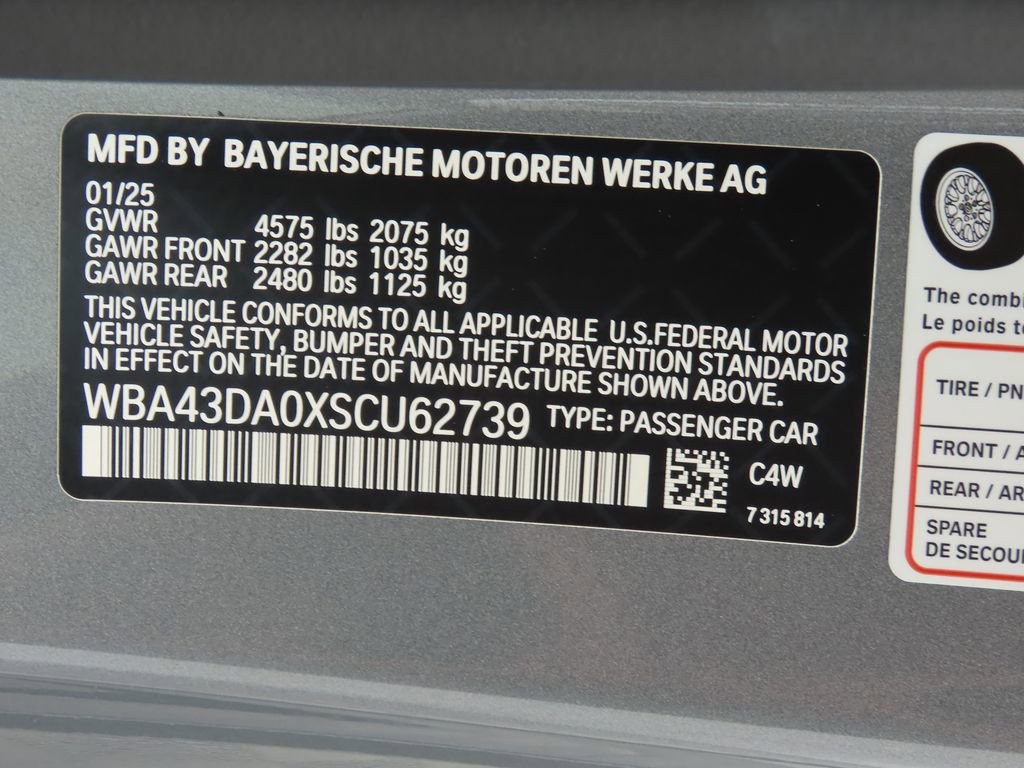 MFD BY BAYERISCHE MOTOREN WERKE AG
01/25
GVWR 4575 lbs 2075 kg
GAWR FRONT 2282 lbs 1035 kg
GAWR REAR 2480 lbs 1125 kg
THIS VEHICLE CONFORMS TO ALL APPLICABLE U.S.FEDERAL MOTOR
VEHICLE SAFETY, BUMPER AND THEFT PREVENTION STANDARDS
IN EFFECT ON THE DATE OF MANUFACTURE SHOWN ABOVE.
WBA43DA0XSCU62739 TYPE: PASSENGER CAR
C4W
7 315 814
The combi
Le poids t
TIRE / PN
FRONT / A
REAR / AR
SPARE
DE SECOU